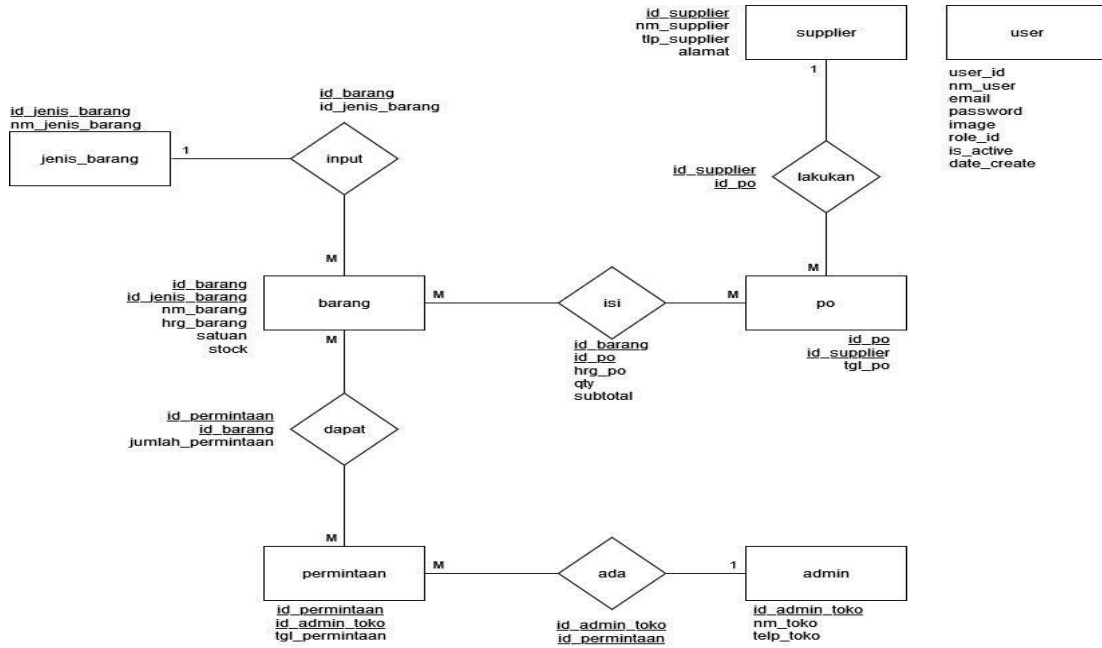 id_supplier
nm_supplier
tlp_supplier
alamat
supplier
user
1
user_id
nm_user
email
password
image
role_id
is_active
date_create
id_jenis_barang
nm_jenis_barang
jenis_barang
1
id_barang
id_jenis_barang
input
M
id_supplier
id_po
lakukan
M
id_barang
id_jenis_barang
nm_barang
hrg_barang
satuan
stock
barang
M
M
isi
id_barang
id_po
hrg_po
qty
subtotal
M
po
id_po
id_supplier
tgl_po
id_permintaan
id_barang
jumlah_permintaan
dapat
M
permintaan
id_permintaan
id_admin_toko
tgl_permintaan
M
ada
id_admin_toko
id_permintaan
1
admin
id_admin_toko
nm_toko
telp_toko